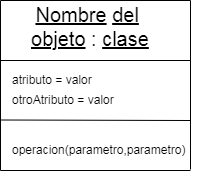 Nombre del
objeto : clase
atributo = valor
otroAtributo = valor
operacion(parametro,parametro)